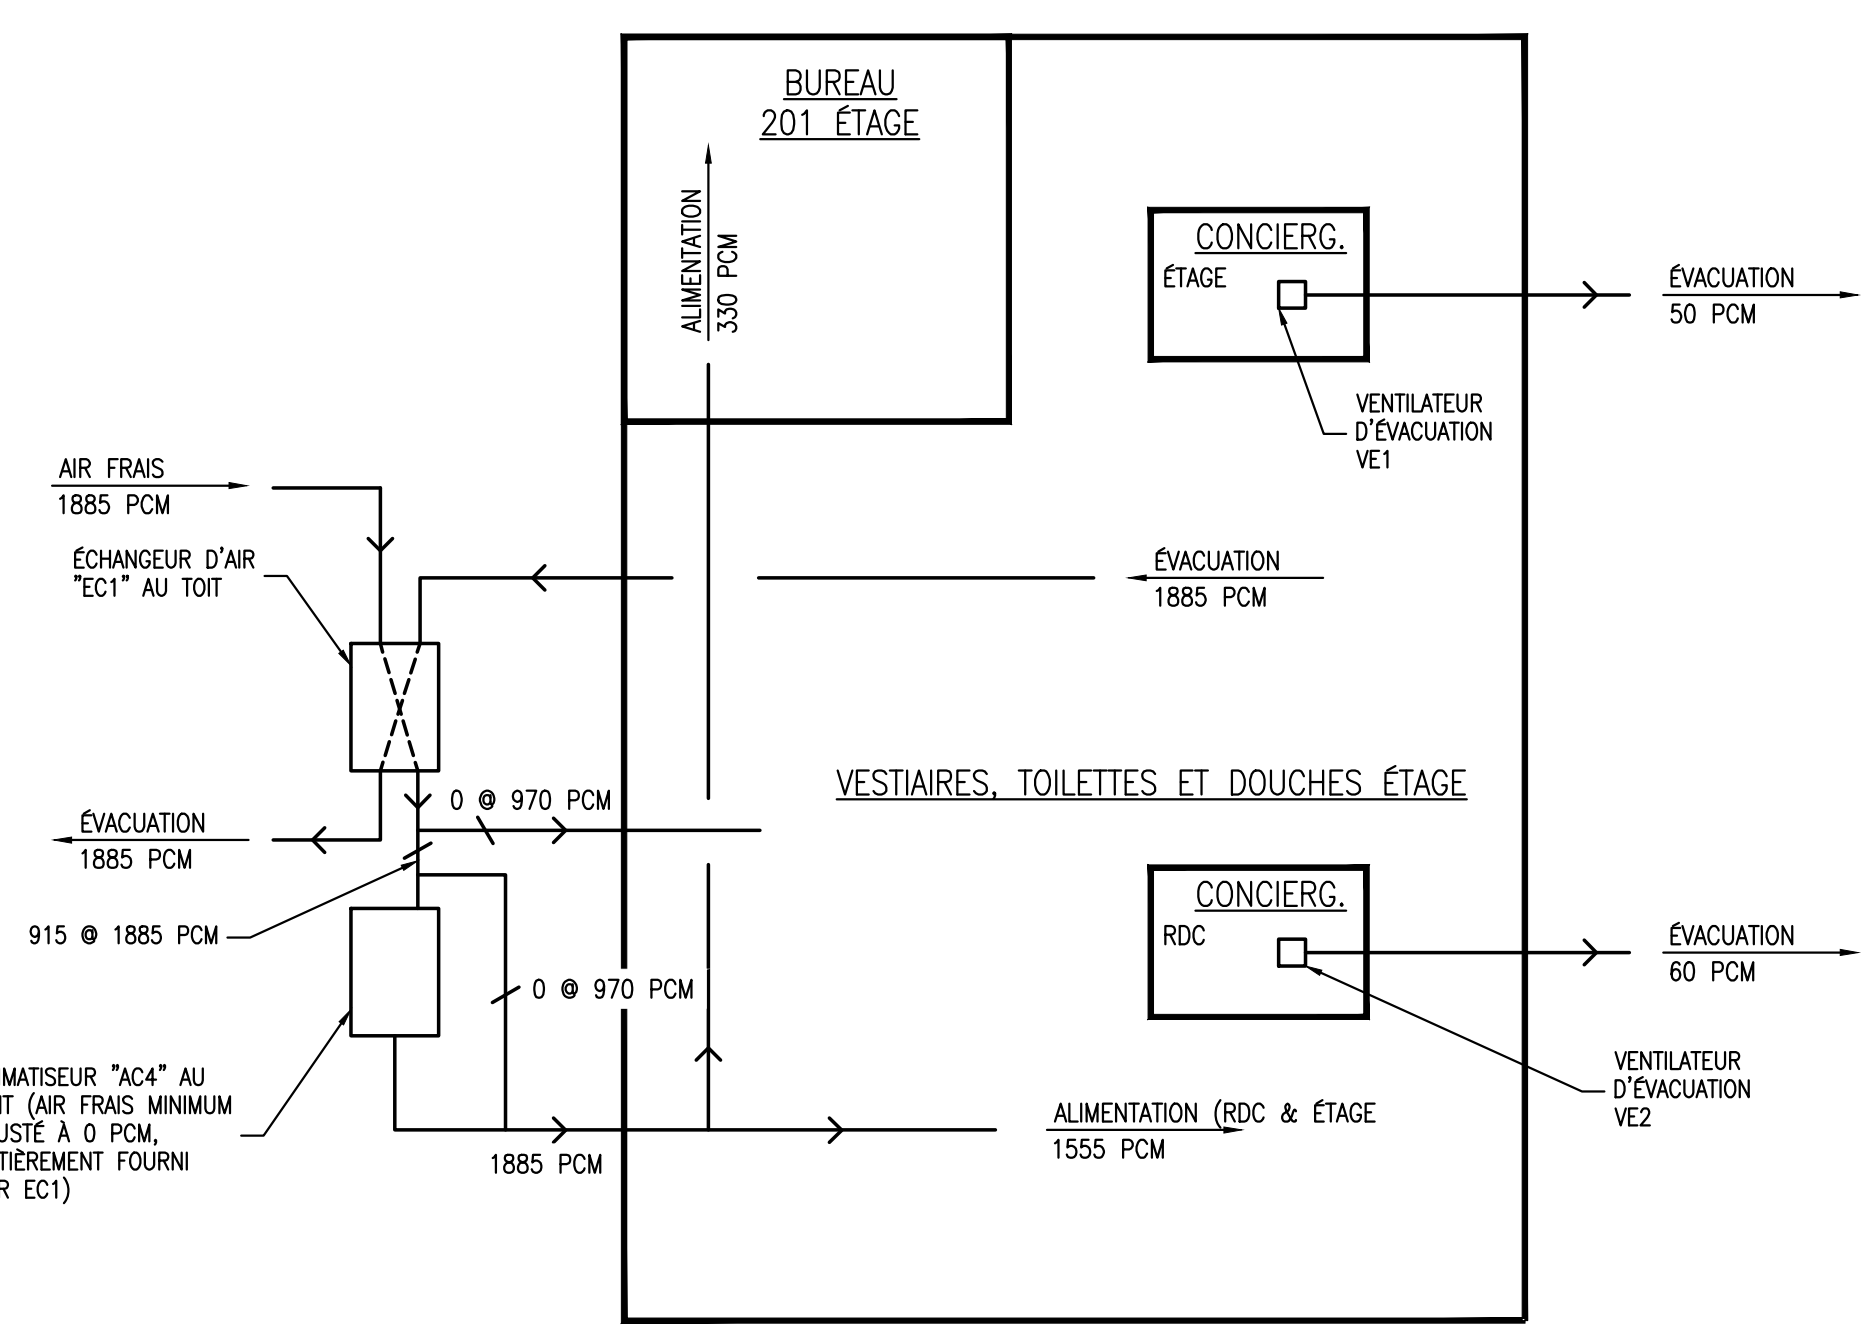 BUREAU
201 ÉTAGE
ALIMENTATION
330 PCM
CONCIERG.
ÉTAGE
ÉVACUATION
50 PCM
VENTILATEUR
D'ÉVACUATION
VE1
AIR FRAIS
1885 PCM
ÉCHANGEUR D'AIR
"EC1" AU TOIT
ÉVACUATION
1885 PCM
VESTIAIRES, TOILETTES ET DOUCHES ÉTAGE
0 @ 970 PCM
ÉVACUATION
1885 PCM
915 @ 1885 PCM
0 @ 970 PCM
CONCIERG.
RDC
ÉVACUATION
60 PCM
VENTILATEUR
D'ÉVACUATION
VE2
IMATISEUR "AC4" AU
IT (AIR FRAIS MINIMUM
USTÉ À 0 PCM,
TIÈREMENT FOURNI
R EC1)
1885 PCM
ALIMENTATION (RDC & ÉTAGE
1555 PCM